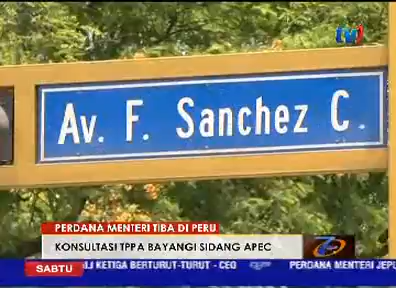 TM1
Av. F. Sanchez C.
PERDANA MENTERI TIBA DI PERU
KONSULTASI TPPA BAYANGI SIDANG APEC
SABTU KETIGA BERTURUT-TURUT - CEO PERDANA MENTERI JEPU